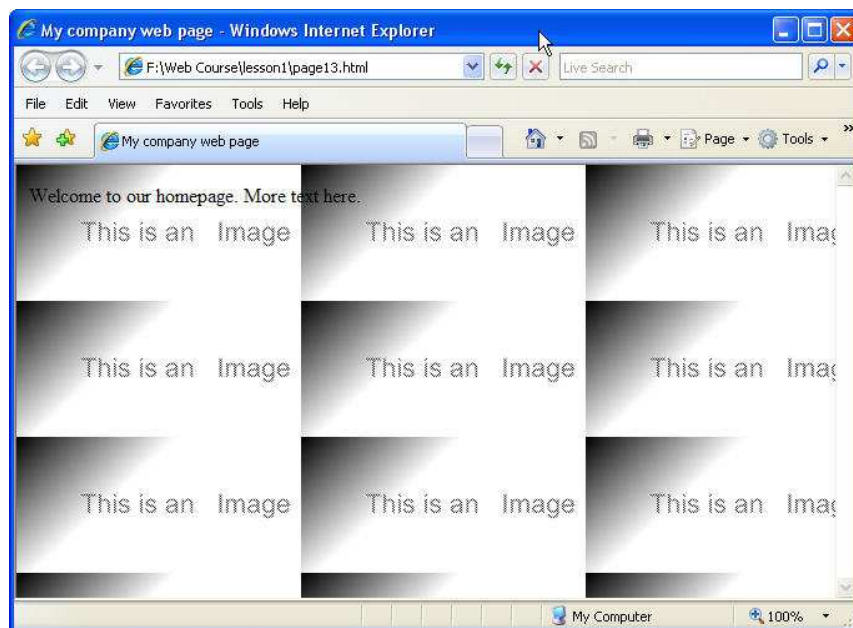 My company web page - Windows Internet Explorer
F:\Web Course\lesson1\page13.html
Live Search
File Edit View Favorites Tools Help
My company web page
Page
Tools
»
Welcome to our homepage. More text here.
This is an Image This is an Image This is an Imag
This is an Image This is an Image This is an Imag
This is an Image This is an Image This is an Imag
My Computer
100%